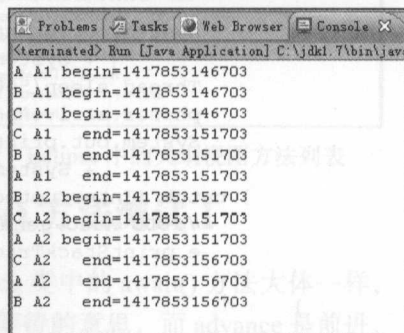 Problems Tasks Web Browser Console
<terminated> Run [Java Application] C:\jdk1.7\bin\java
A A1 begin=1417853146703
B A1 begin=1417853146703
C A1 begin=1417853146703
C A1   end=1417853151703
B A1   end=1417853151703
A A1   end=1417853151703
B A2 begin=1417853151703
C A2 begin=1417853151703
A A2 begin=1417853151703
C A2   end=1417853156703
A A2   end=1417853156703
B A2   end=1417853156703